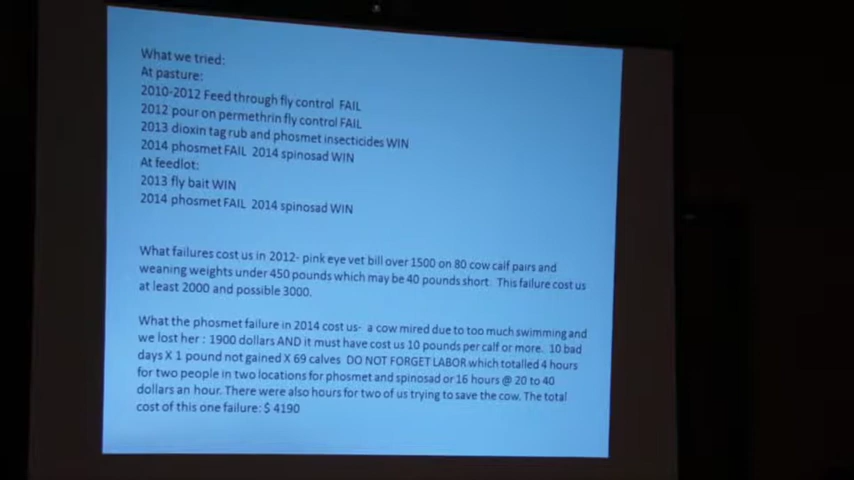 What we tried:
At pasture:
2010-2012 Feed through fly control FAIL
2012 pour on permethrin fly control FAIL
2013 dioxin tag rub and phosmet insecticides WIN
2014 phosmet FAIL 2014 spinosad WIN
At feedlot:
2013 fly bait WIN
2014 phosmet FAIL 2014 spinosad WIN
What failures cost us in 2012- pink eye vet bill over 1500 on 80 cow calf pairs and
weaning weights under 450 pounds which may be 40 pounds short. This failure cost us
at least 2000 and possible 3000.
What the phosmet failure in 2014 cost us- a cow mired due to too much swimming and
we lost her : 1900 dollars AND it must have cost us 10 pounds per calf or more. 10 bad
days X 1 pound not gained X 69 calves DO NOT FORGET LABOR which totalled 4 hours
for two people in two locations for phosmet and spinosad or 16 hours @ 20 to 40
dollars an hour. There were also hours for two of us trying to save the cow. The total
cost of this one failure: $ 4190